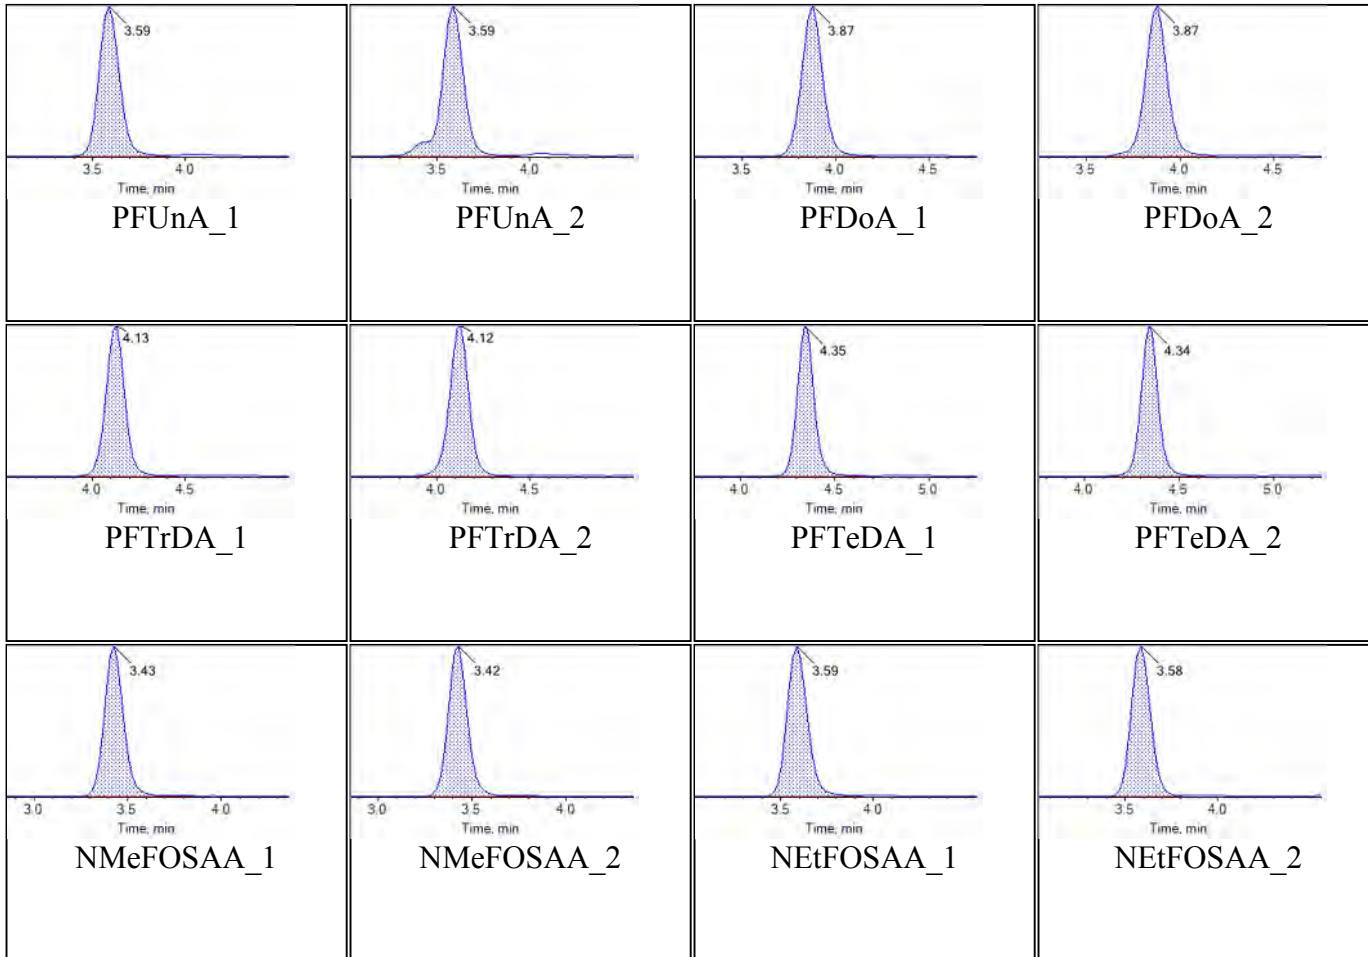 3.59
3.5 4.0
Time, min
PFUnA_1
3.59
3.5 4.0
Time, min
PFUnA_2
3.87
3.5 4.0 4.5
Time, min
PFDoA_1
3.87
3.5 4.0 4.5
Time, min
PFDoA_2
4.13
4.0 4.5
Time, min
PFTrDA_1
4.12
4.0 4.5
Time, min
PFTrDA_2
4.35
4.0 4.5 5.0
Time, min
PFTeDA_1
4.34
4.0 4.5 5.0
Time, min
PFTeDA_2
3.43
3.0 3.5 4.0
Time, min
NMeFOSAA_1
3.42
3.0 3.5 4.0
Time, min
NMeFOSAA_2
3.59
3.5 4.0
Time, min
NEtFOSAA_1
3.58
3.5 4.0
Time, min
NEtFOSAA_2